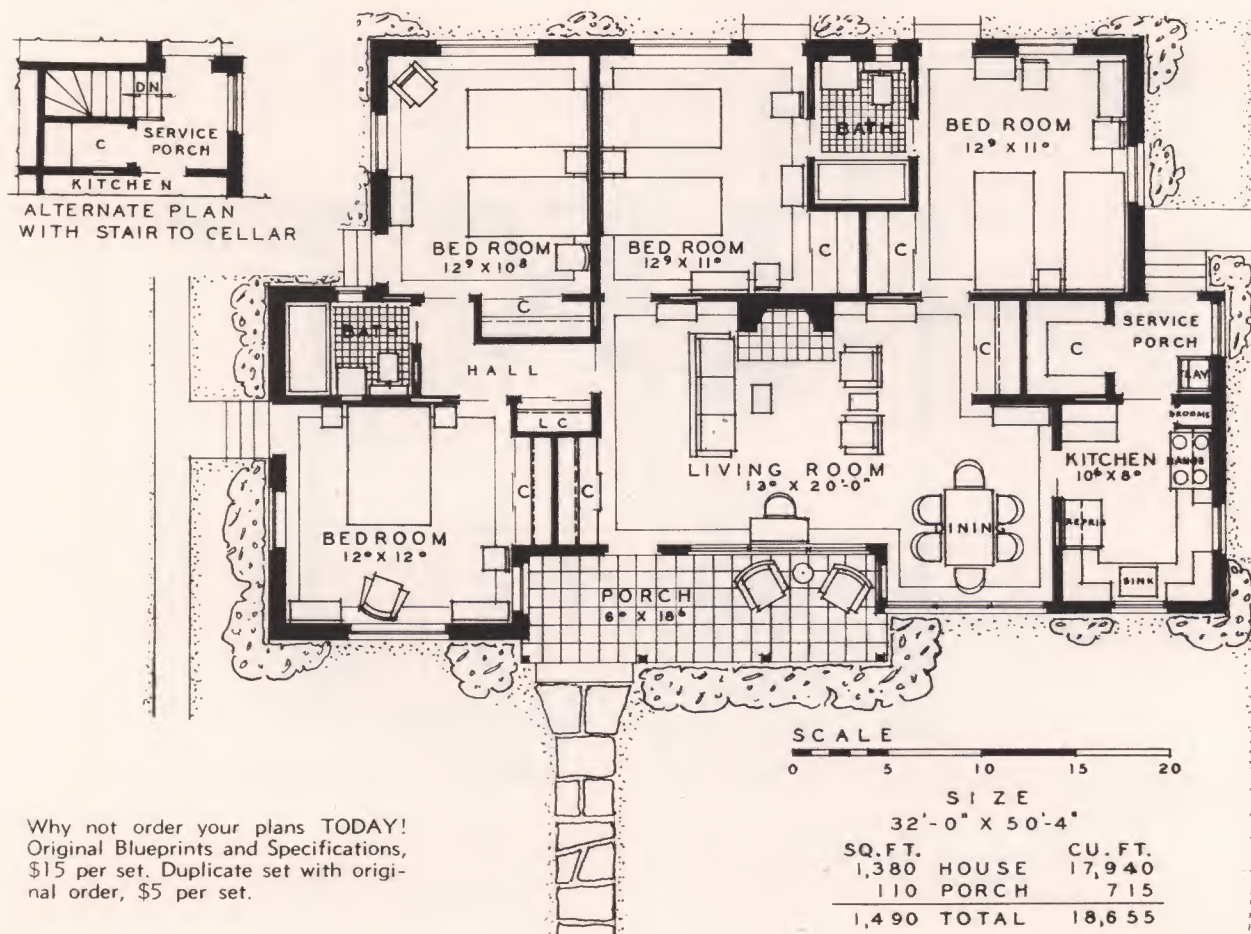 DN
C
SERVICE
PORCH
KITCHEN
ALTERNATE PLAN
WITH STAIR TO CELLAR
BED ROOM
12⁹ X 10⁸
BED ROOM
12⁹ X 11⁰
BATH
BED ROOM
12⁹ X 11⁰
C
C
C
BATH
HALL
L C
C
C
BEDROOM
12⁰ X 12⁰
LIVING ROOM
13⁰ X 20'-0"
C
C
SERVICE
PORCH
LAV
BROOMS
KITCHEN
10⁶ X 8⁰
RANGE
REFRIG
SINK
DINING
PORCH
6⁰ X 18⁶
SCALE
0 5 10 15 20
SIZE
32'-0" X 50'-4"
SQ.FT. CU.FT.
1,380 HOUSE 17,940
110 PORCH 715
1,490 TOTAL 18,655
Why not order your plans TODAY!
Original Blueprints and Specifications,
$15 per set. Duplicate set with origi-
nal order, $5 per set.